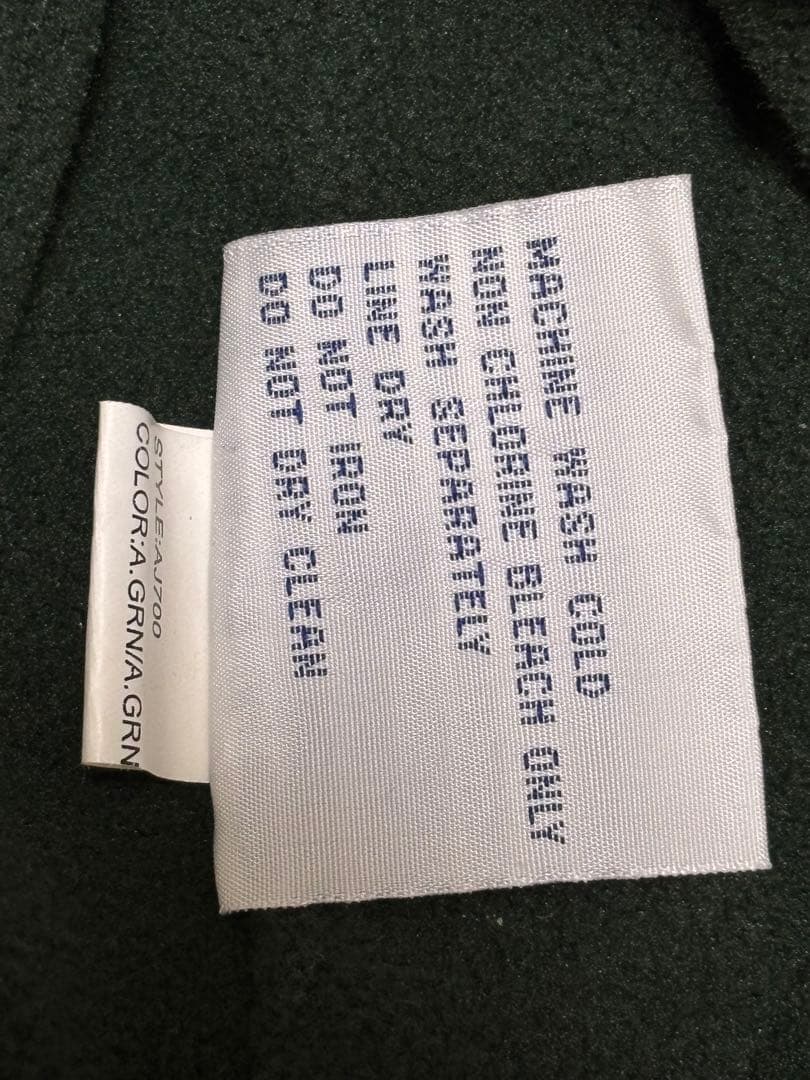 MACHINE WASH COLD
NON CHLORINE BLEACH ONLY
WASH SEPARATELY
LINE DRY
DO NOT IRON
DO NOT DRY CLEAN
STYLE:AJ700
COLOR:A.GRN/A.GRN